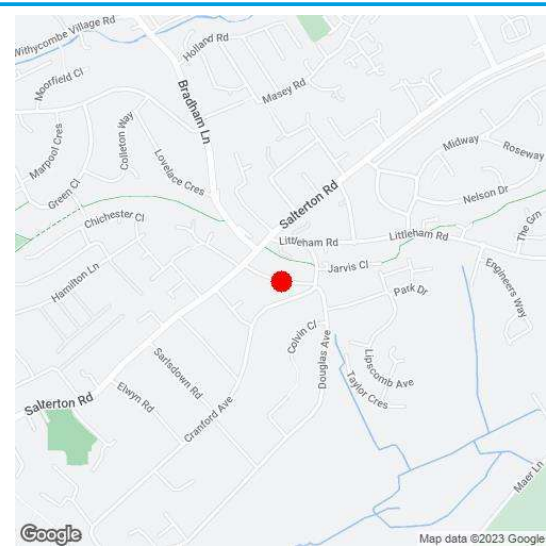 Withycombe Village Rd
Holland Rd
Moorfield Cl
Bradham Ln
Masey Rd
Colleton Way
Marpool Cres
Midway
Roseway
Lovelace Cres
Green Cl
Salterton Rd
Nelson Dr
Chichester Cl
Littleham Rd
Littleham Rd
The Grn
Jarvis Cl
Hamilton Ln
Engineers Way
Park Dr
Colvin Cl
Douglas Ave
Sarlsdown Rd
Lipscomb Ave
Elwyn Rd
Taylor Cres
Salterton Rd
Cranford Ave
Maer Ln
Google
Map data ©2023 Google